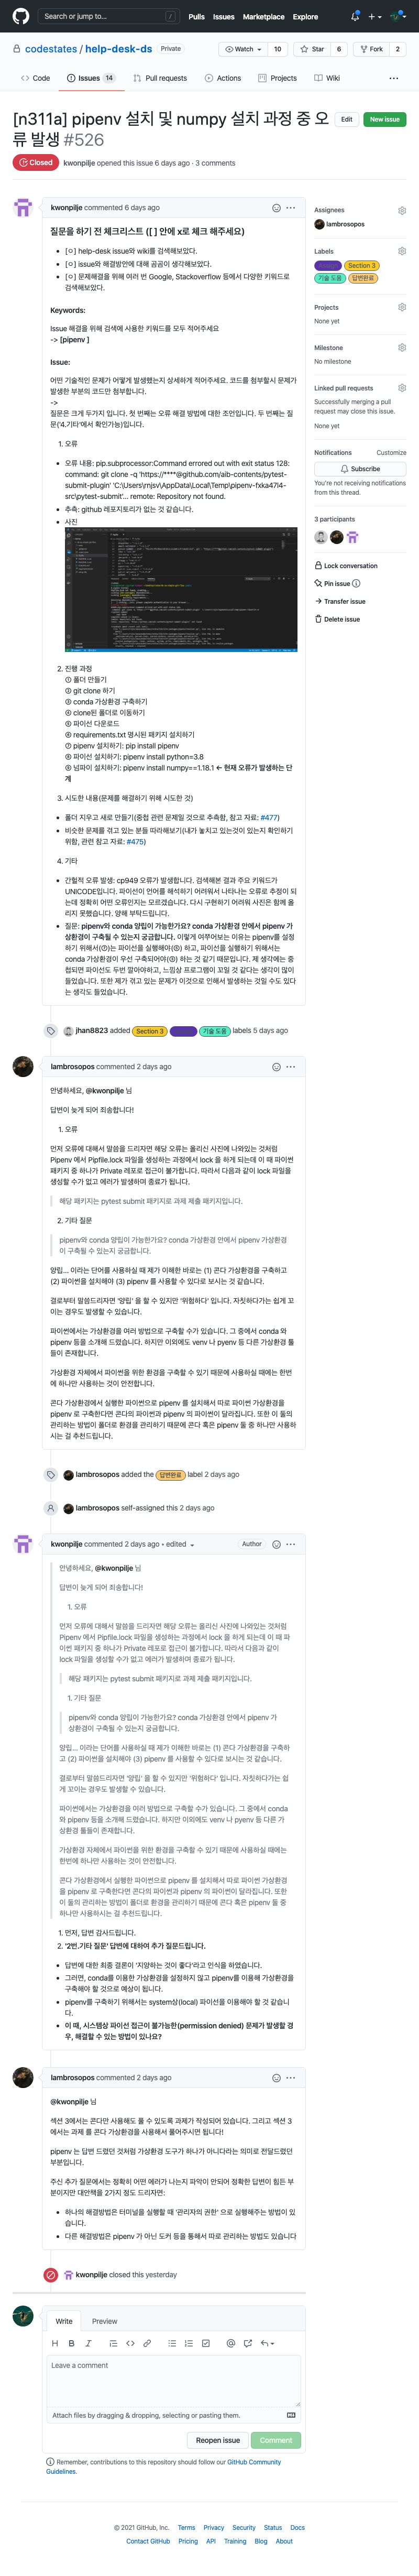 Search or jump to... /
Pulls Issues Marketplace Explore
codestates / help-desk-ds Private
Watch 10 Star 6 Fork 2
Code Issues 14 Pull requests Actions Projects Wiki
[n311a] pipenv 설치 및 numpy 설치 과정 중 오
류 발생 #526
Edit New issue
Closed kwonpilje opened this issue 6 days ago · 3 comments
kwonpilje commented 6 days ago
질문을 하기 전 체크리스트 ([ ] 안에 x로 체크 해주세요)
[ㅇ] help-desk issue와 wiki를 검색해보았다.
[ㅇ] issue와 해결방안에 대해 곰곰이 생각해보았다.
[ㅇ] 문제해결을 위해 여러 번 Google, Stackoverflow 등에서 다양한 키워드로
검색해보았다.
Keywords:
Issue 해결을 위해 검색에 사용한 키워드를 모두 적어주세요
-> [pipenv ]
Issue:
어떤 기술적인 문제가 어떻게 발생했는지 상세하게 적어주세요. 코드를 첨부할시 문제가
발생한 부분의 코드만 첨부합니다.
->
질문은 크게 두가지 입니다. 첫 번째는 오류 해결 방법에 대한 조언입니다. 두 번째는 질
문('4.기타'에서 확인가능)입니다.
1. 오류
오류 내용: pip.subprocessor:Command errored out with exit status 128:
command: git clone -q 'https://****@github.com/aib-contents/pytest-
submit-plugin' 'C:\Users\mjsvl\AppData\Local\Temp\pipenv-fxka47l4-
src\pytest-submit'... remote: Repository not found.
추측: github 레포지토리가 없는 것 같습니다.
사진
2. 진행 과정
① 폴더 만들기
② git clone 하기
③ conda 가상환경 구축하기
④ clone된 폴더로 이동하기
⑤ 파이선 다운로드
⑥ requirements.txt 명시된 패키지 설치하기
⑦ pipenv 설치하기: pip install pipenv
⑧ 파이선 설치하기: pipenv install python=3.8
⑨ 넘파이 설치하기: pipenv install numpy==1.18.1 <- 현재 오류가 발생하는 단
계
3. 시도한 내용(문제를 해결하기 위해 시도한 것)
폴더 지우고 새로 만들기(중첩 관련 문제일 것으로 추측함, 참고 자료: #477)
비슷한 문제를 겪고 있는 분들 따라해보기(내가 놓치고 있는것이 있는지 확인하기
위함, 관련 참고 자료: #475)
4. 기타
간헐적 오류 발생: cp949 오류가 발생합니다. 검색해본 결과 주요 키워드가
UNICODE입니다. 파이선이 언어를 해석하기 어려워서 나타나는 오류로 추정이 되
는데 정확히 어떤 오류인지는 모르겠습니다. 다시 구현하기 어려워 사진은 함께 올
리지 못했습니다. 양해 부탁드립니다.
질문: pipenv와 conda 양립이 가능한가요? conda 가상환경 안에서 pipenv 가
상환경이 구축될 수 있는지 궁금합니다. 이렇게 여쭈어보는 이유는 pipenv를 설정
하기 위해서(⑦)는 파이선을 실행해야(⑧) 하고, 파이선을 실행하기 위해서는
conda 가상환경이 우선 구축되어야(③) 하는 것 같기 때문입니다. 제 생각에는 중
첩되면 파이선도 두번 깔아야하고, 느낌상 프로그램이 꼬일 것 같다는 생각이 많이
들었습니다. 또한 제가 겪고 있는 문제가 이것으로 인해서 발생하는 것일 수도 있다
는 생각도 들었습니다.
jhan8823 added Section 3 기술 도움 labels 5 days ago
lambrosopos commented 2 days ago
안녕하세요, @kwonpilje 님
답변이 늦게 되어 죄송합니다!
1. 오류
먼저 오류에 대해서 말씀을 드리자면 해당 오류는 올리신 사진에 나와있는 것처럼
Pipenv 에서 Pipfile.lock 파일을 생성하는 과정에서 lock 을 하게 되는데 이 때 파이썬
패키지 중 하나가 Private 레포로 접근이 불가합니다. 따라서 다음과 같이 lock 파일을
생성할 수가 없고 에러가 발생하며 종료가 됩니다.
해당 패키지는 pytest submit 패키지로 과제 제출 패키지입니다.
2. 기타 질문
pipenv와 conda 양립이 가능한가요? conda 가상환경 안에서 pipenv 가상환경
이 구축될 수 있는지 궁금합니다.
양립... 이라는 단어를 사용하실 때 제가 이해한 바로는 (1) 콘다 가상환경을 구축하고
(2) 파이썬을 설치해야 (3) pipenv 를 사용할 수 있다로 보시는 것 같습니다.
결로부터 말씀드리자면 '양립' 을 할 수 있지만 '위험하다' 입니다. 자칫하다가는 쉽게 꼬
이는 경우도 발생할 수 있습니다.
파이썬에서는 가상환경을 여러 방법으로 구축할 수가 있습니다. 그 중에서 conda 와
pipenv 등을 소개해 드렸습니다. 하지만 이외에도 venv 나 pyenv 등 다른 가상환경 툴
들이 존재합니다.
가상환경 자체에서 파이썬을 위한 환경을 구축할 수 있기 때문에 사용하실 때에는 한번
에 하나만 사용하는 것이 안전합니다.
콘다 가상환경에서 실행한 파이썬으로 pipenv 를 설치해서 따로 파이썬 가상환경을
pipenv 로 구축한다면 콘다의 파이썬과 pipenv 의 파이썬이 달라집니다. 또한 이 둘의
관리하는 방법이 폴더로 환경을 관리하기 때문에 콘다 혹은 pipenv 둘 중 하나만 사용하
시는 걸 추천드립니다.
lambrosopos added the 답변완료 label 2 days ago
lambrosopos self-assigned this 2 days ago
kwonpilje commented 2 days ago • edited Author
안녕하세요, @kwonpilje 님
답변이 늦게 되어 죄송합니다!
1. 오류
먼저 오류에 대해서 말씀을 드리자면 해당 오류는 올리신 사진에 나와있는 것처럼
Pipenv 에서 Pipfile.lock 파일을 생성하는 과정에서 lock 을 하게 되는데 이 때 파
이썬 패키지 중 하나가 Private 레포로 접근이 불가합니다. 따라서 다음과 같이
lock 파일을 생성할 수가 없고 에러가 발생하며 종료가 됩니다.
해당 패키지는 pytest submit 패키지로 과제 제출 패키지입니다.
1. 기타 질문
pipenv와 conda 양립이 가능한가요? conda 가상환경 안에서 pipenv 가
상환경이 구축될 수 있는지 궁금합니다.
양립... 이라는 단어를 사용하실 때 제가 이해한 바로는 (1) 콘다 가상환경을 구축하
고 (2) 파이썬을 설치해야 (3) pipenv 를 사용할 수 있다로 보시는 것 같습니다.
결로부터 말씀드리자면 '양립' 을 할 수 있지만 '위험하다' 입니다. 자칫하다가는 쉽
게 꼬이는 경우도 발생할 수 있습니다.
파이썬에서는 가상환경을 여러 방법으로 구축할 수가 있습니다. 그 중에서 conda
와 pipenv 등을 소개해 드렸습니다. 하지만 이외에도 venv 나 pyenv 등 다른 가
상환경 툴들이 존재합니다.
가상환경 자체에서 파이썬을 위한 환경을 구축할 수 있기 때문에 사용하실 때에는
한번에 하나만 사용하는 것이 안전합니다.
콘다 가상환경에서 실행한 파이썬으로 pipenv 를 설치해서 따로 파이썬 가상환경
을 pipenv 로 구축한다면 콘다의 파이썬과 pipenv 의 파이썬이 달라집니다. 또한
이 둘의 관리하는 방법이 폴더로 환경을 관리하기 때문에 콘다 혹은 pipenv 둘 중
하나만 사용하시는 걸 추천드립니다.
1. 먼저, 답변 감사드립니다.
2. '2번.기타 질문' 답변에 대하여 추가 질문드립니다.
답변에 대한 최종 결론이 '지양하는 것이 좋다'라고 인식을 하였습니다.
그러면, conda를 이용한 가상환경을 설정하지 않고 pipenv를 이용해 가상환경을
구축해야 할 것으로 예상이 됩니다.
pipenv를 구축하기 위해서는 system상(local) 파이선을 이용해야 할 것 같습니
다.
이 때, 시스템상 파이선 접근이 불가능한(permission denied) 문제가 발생할 경
우, 해결할 수 있는 방법이 있나요?
lambrosopos commented 2 days ago
@kwonpilje 님
섹션 3에서는 콘다만 사용해도 풀 수 있도록 과제가 작성되어 있습니다. 그리고 섹션 3
에서는 과제 를 콘다 가상환경을 사용해서 풀어주시면 됩니다!
pipenv 는 답변 드렸던 것처럼 가상환경 도구가 하나가 아니다라는 의미로 전달드렸던
부분입니다.
주신 추가 질문에서는 정확히 어떤 에러가 나는지 파악이 안되어 정확한 답변이 힘든 부
분이지만 대안책을 2가지 정도 드리자면:
하나의 해결방법은 터미널을 실행할 때 '관리자의 권한' 으로 실행해주는 방법이 있
습니다.
다른 해결방법은 pipenv 가 아닌 도커 등을 통해서 따로 관리하는 방법도 있습니다
kwonpilje closed this yesterday
Write Preview
Leave a comment
Attach files by dragging & dropping, selecting or pasting them.
Reopen issue Comment
Remember, contributions to this repository should follow our GitHub Community
Guidelines.
Assignees
lambrosopos
Labels
Section 3
기술 도움 답변완료
Projects
None yet
Milestone
No milestone
Linked pull requests
Successfully merging a pull
request may close this issue.
None yet
Notifications Customize
Subscribe
You're not receiving notifications
from this thread.
3 participants
Lock conversation
Pin issue
Transfer issue
Delete issue
© 2021 GitHub, Inc. Terms Privacy Security Status Docs
Contact GitHub Pricing API Training Blog About